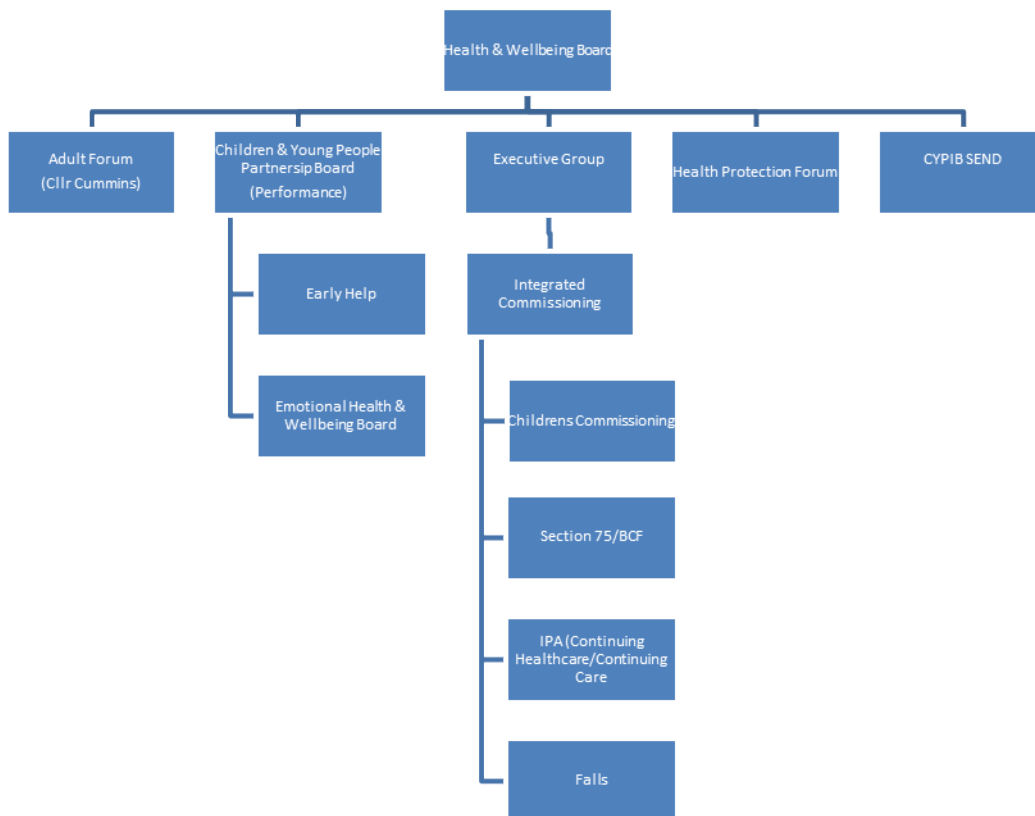 Health & Wellbeing Board
Adult Forum
(Cllr Cummins)
Children & Young People
Partnersip Board
(Performance)
Executive Group
Health Protection Forum
CYPIB SEND
Early Help
Integrated
Commissioning
Emotional Health &
Wellbeing Board
Childrens Commissioning
Section 75/BCF
IPA (Continuing
Healthcare/Continuing
Care
Falls